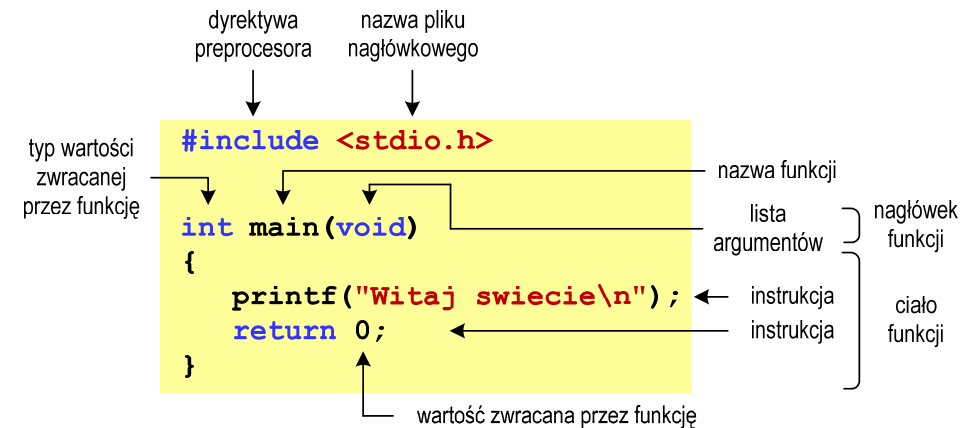 dyrektywa
preprocesora
nazwa pliku
nagłówkowego
#include <stdio.h>
typ wartości
zwracanej
przez funkcję
nazwa funkcji
int main(void)
lista
argumentów
nagłówek
funkcji
{
printf("Witaj swiecie\n");
instrukcja
return 0;
instrukcja
ciało
funkcji
}
wartość zwracana przez funkcję